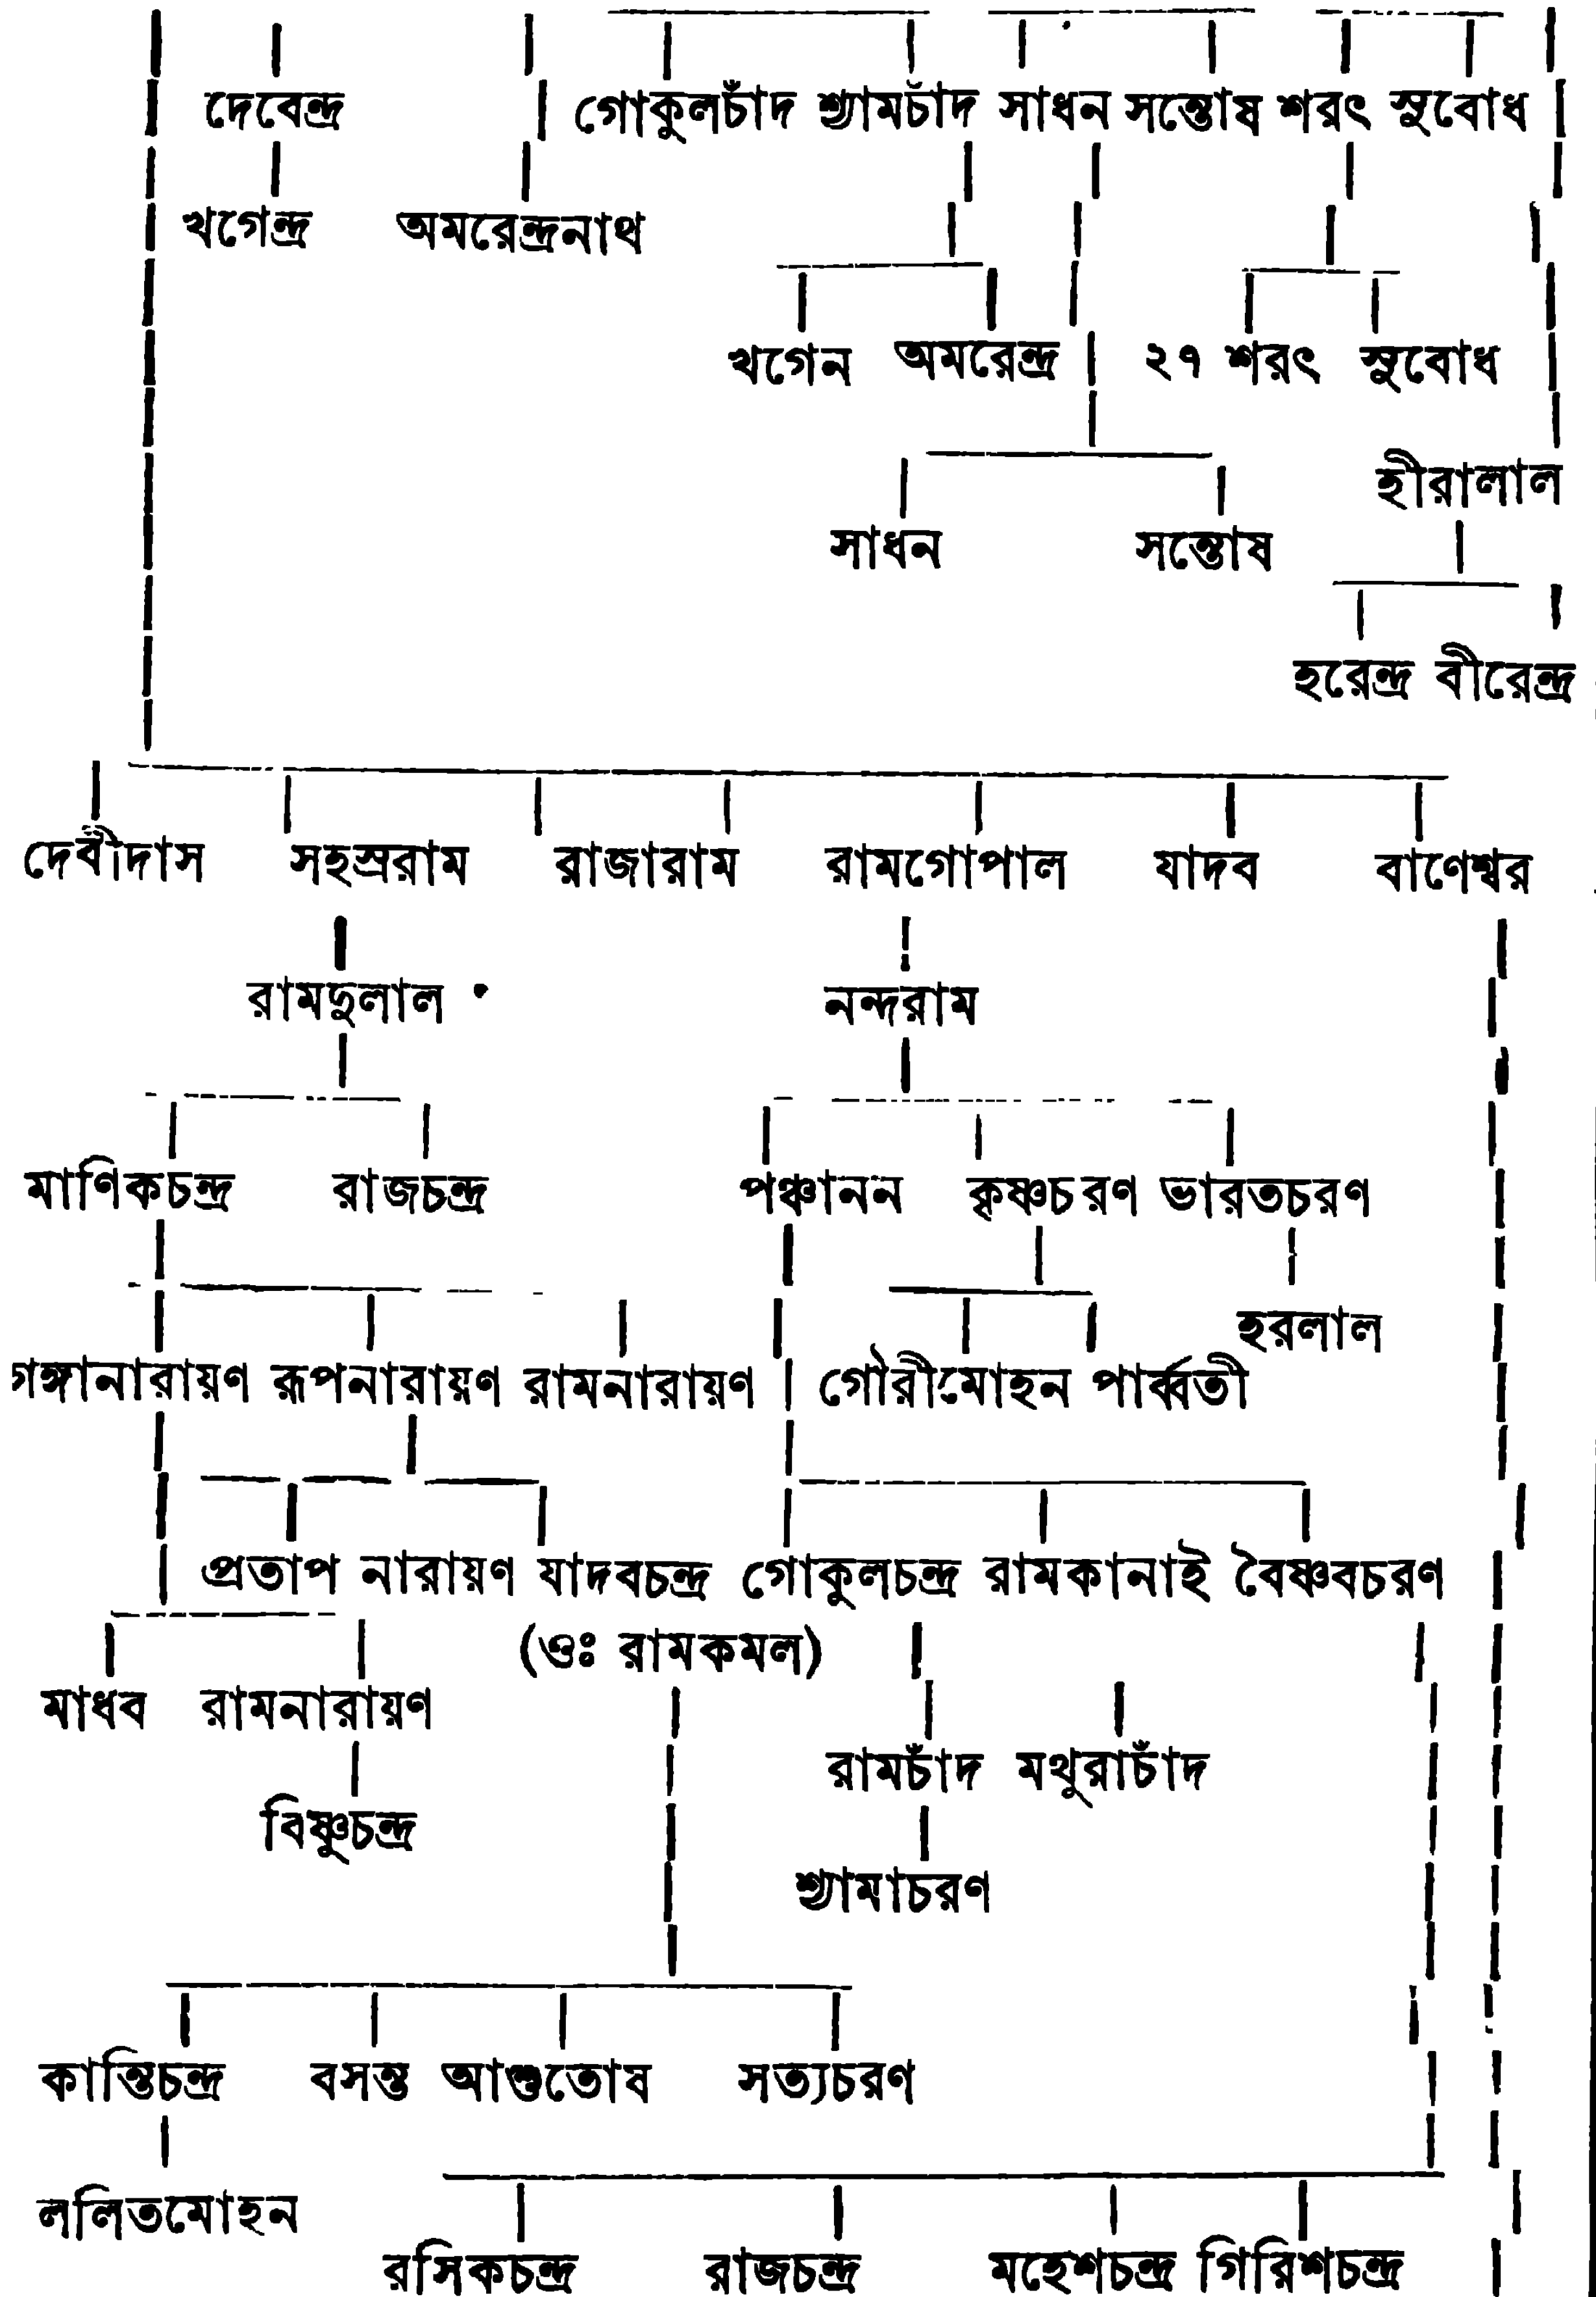 দেবেন্দ্র গোকুলচাঁদ শ্যামচাঁদ সাধন সন্তোষ শরৎ সুবোধ
খগেন্দ্র অমরেন্দ্রনাথ
খগেন অমরেন্দ্র ২৭ শরৎ সুবোধ
হীরালাল
সাধন সন্তোষ
হরেন্দ্র বীরেন্দ্র
দেবীদাস সহস্ররাম রাজারাম রামগোপাল যাদব বাণেশ্বর
রামদুলাল নন্দরাম
মাণিকচন্দ্র রাজচন্দ্র পঞ্চানন কৃষ্ণচরণ ভারতচরণ
হরলাল
গঙ্গানারায়ণ রূপনারায়ণ রামনারায়ণ গৌরীমোহন পার্ব্বতী
প্রতাপ নারায়ণ যাদবচন্দ্র গোকুলচন্দ্র রামকানাই বৈষ্ণবচরণ
(ওঃ রামকমল)
মাধব রামনারায়ণ
রামচাঁদ মথুরাচাঁদ
বিষ্ণুচন্দ্র
শ্যামাচরণ
কান্তিচন্দ্র বসন্ত আশুতোষ সত্যচরণ
ললিতমোহন
রসিকচন্দ্র রাজচন্দ্র মহেশচন্দ্র গিরিশচন্দ্র